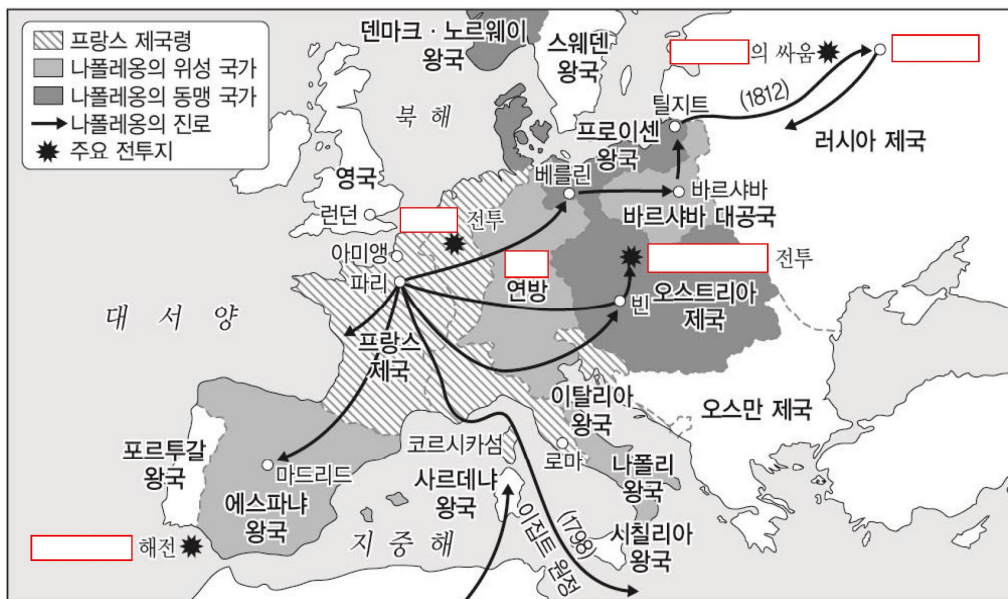 프랑스 제국령
나폴레옹의 위성 국가
나폴레옹의 동맹 국가
나폴레옹의 진로
주요 전투지
덴마크·노르웨이
왕국
스웨덴
왕국
의 싸움
(1812)
틸지트
러시아 제국
북해
프로이센
왕국
베를린
바르샤바
바르샤바 대공국
영국
런던
전투
아미앵
파리
연방
전투
오스트리아
제국
빈
대서양
프랑스
제국
이탈리아
왕국
오스만 제국
코르시카섬
로마
포르투갈
왕국
마드리드
에스파냐
왕국
사르데냐
왕국
나폴리
왕국
(1798)
이집트 원정
시칠리아
왕국
지중해
해전